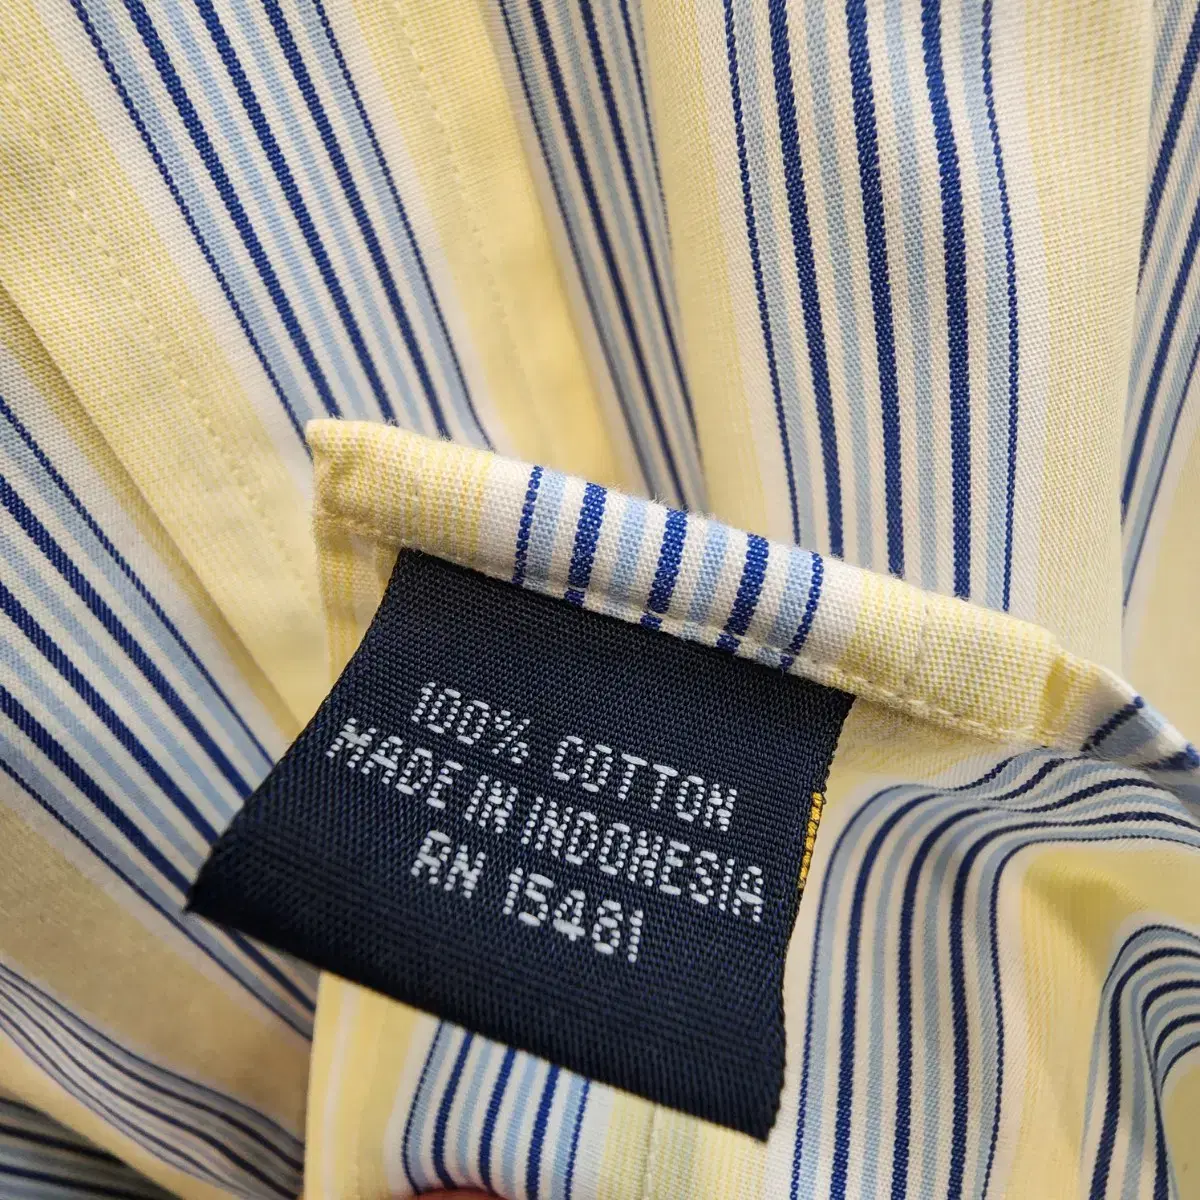 100% COTTON
MADE IN INDONESIA
RN 15481